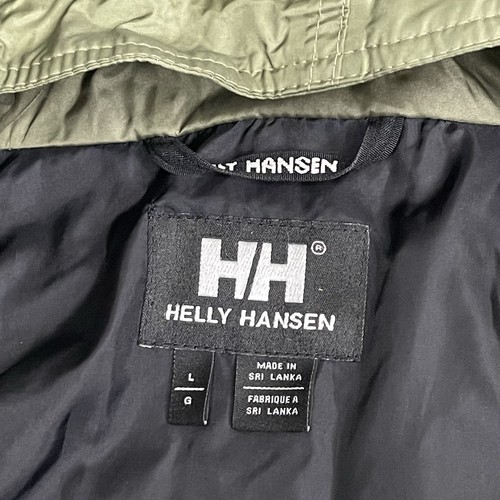 HANSEN
HH®
HELLY HANSEN
L
G
MADE IN
SRI LANKA
FABRIQUE A
SRI LANKA